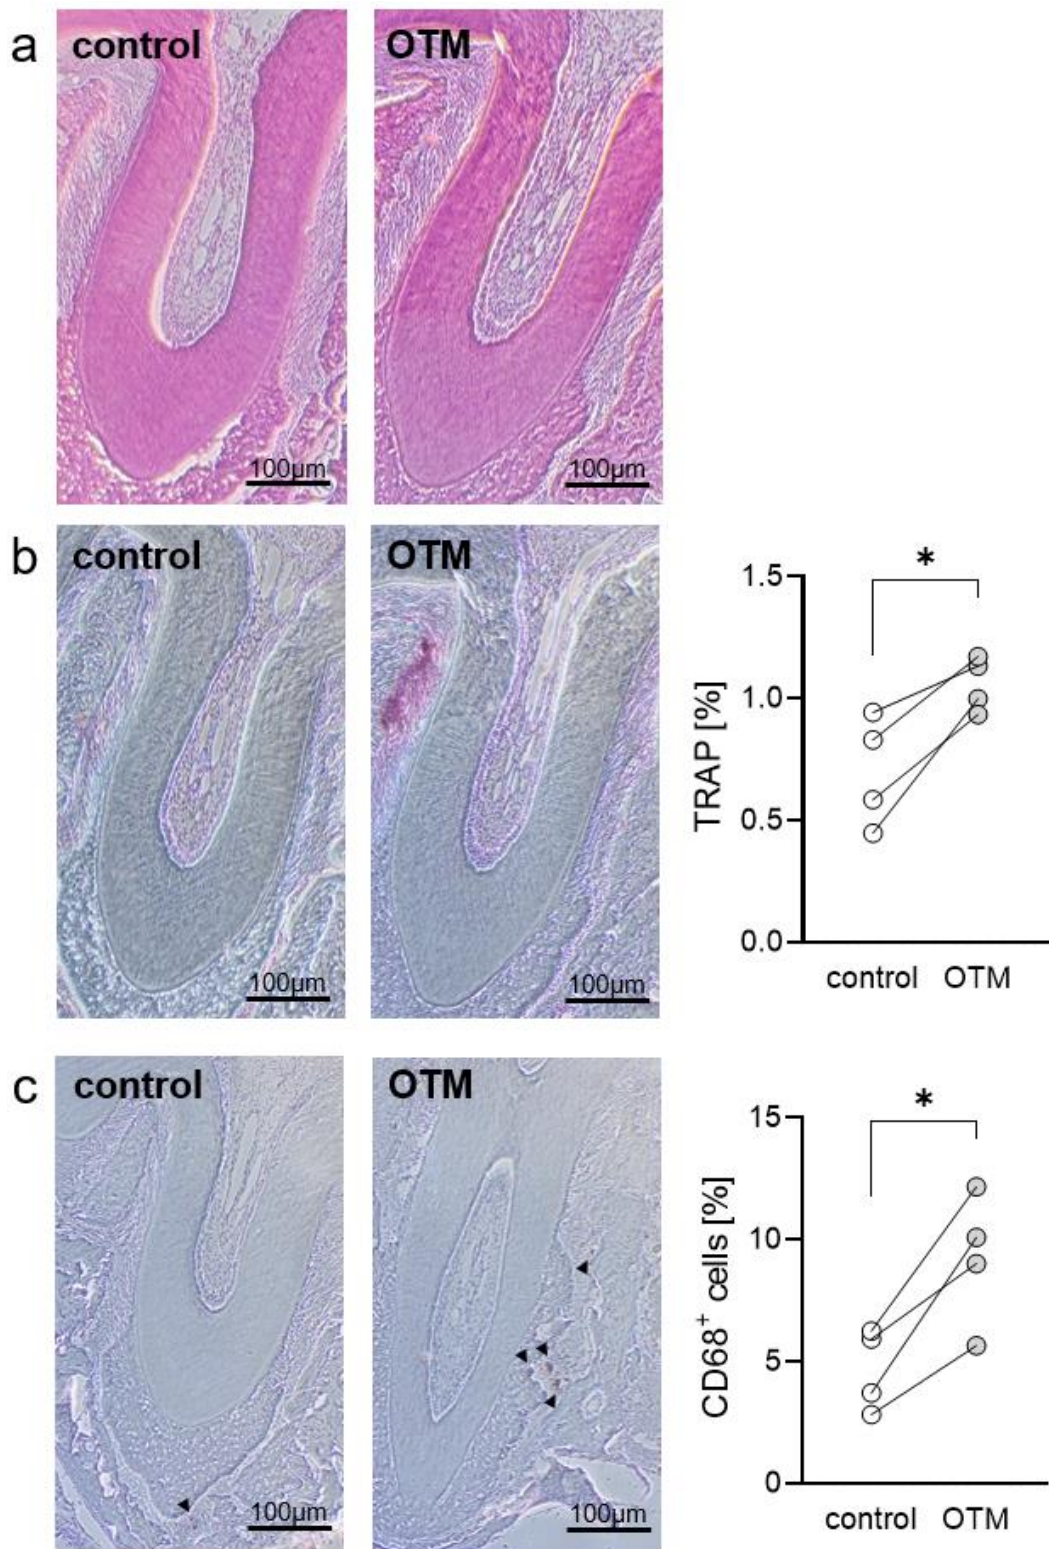 a
control
OTM
100µm
100µm
b
control
OTM
100µm
100µm
TRAP [%]
*
1.5
1.0
0.5
0.0
control OTM
c
control
OTM
100µm
100µm
CD68⁺ cells [%]
*
15
10
5
0
control OTM